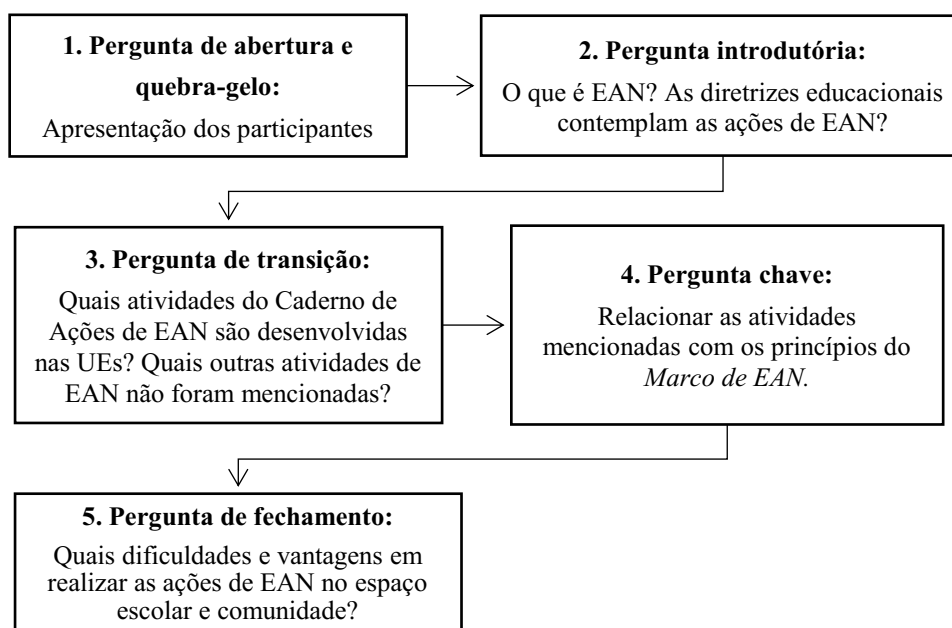 1. Pergunta de abertura e
quebra-gelo:
Apresentação dos participantes
2. Pergunta introdutória:
O que é EAN? As diretrizes educacionais
contemplam as ações de EAN?
3. Pergunta de transição:
Quais atividades do Caderno de
Ações de EAN são desenvolvidas
nas UEs? Quais outras atividades de
EAN não foram mencionadas?
4. Pergunta chave:
Relacionar as atividades
mencionadas com os princípios do
Marco de EAN.
5. Pergunta de fechamento:
Quais dificuldades e vantagens em
realizar as ações de EAN no espaço
escolar e comunidade?